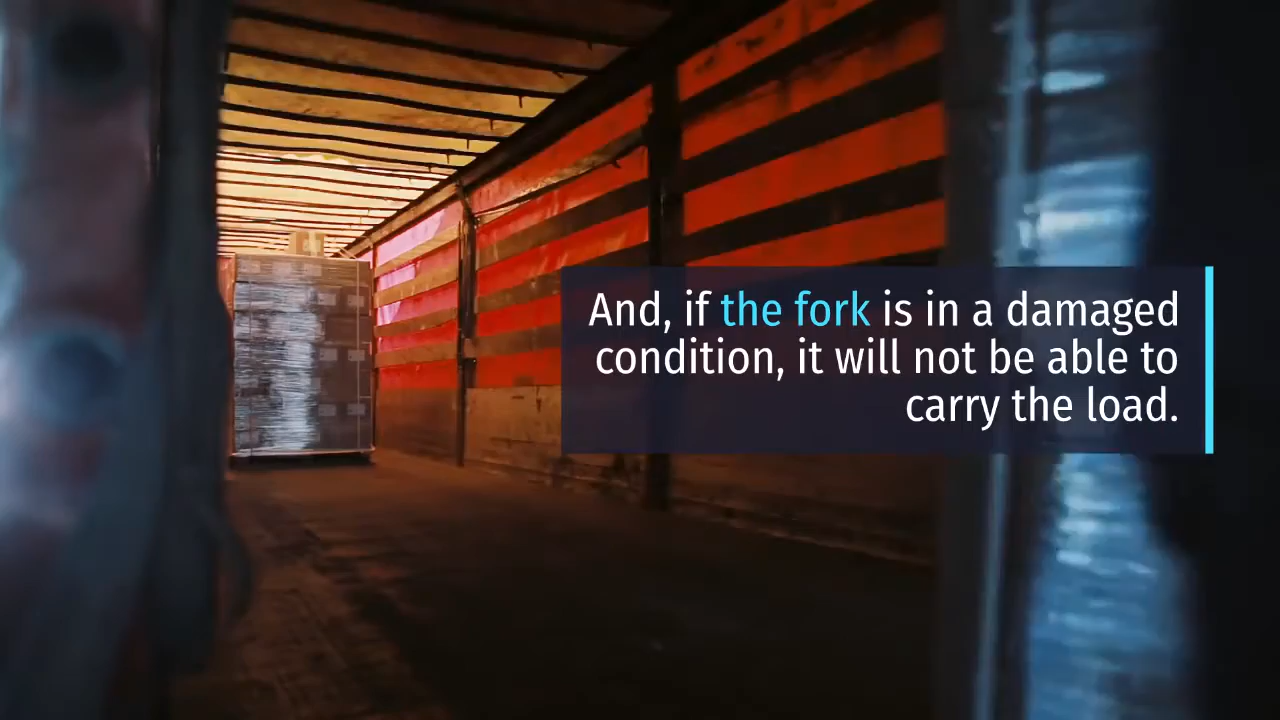 And, if the fork is in a damaged
condition, it will not be able to
carry the load.